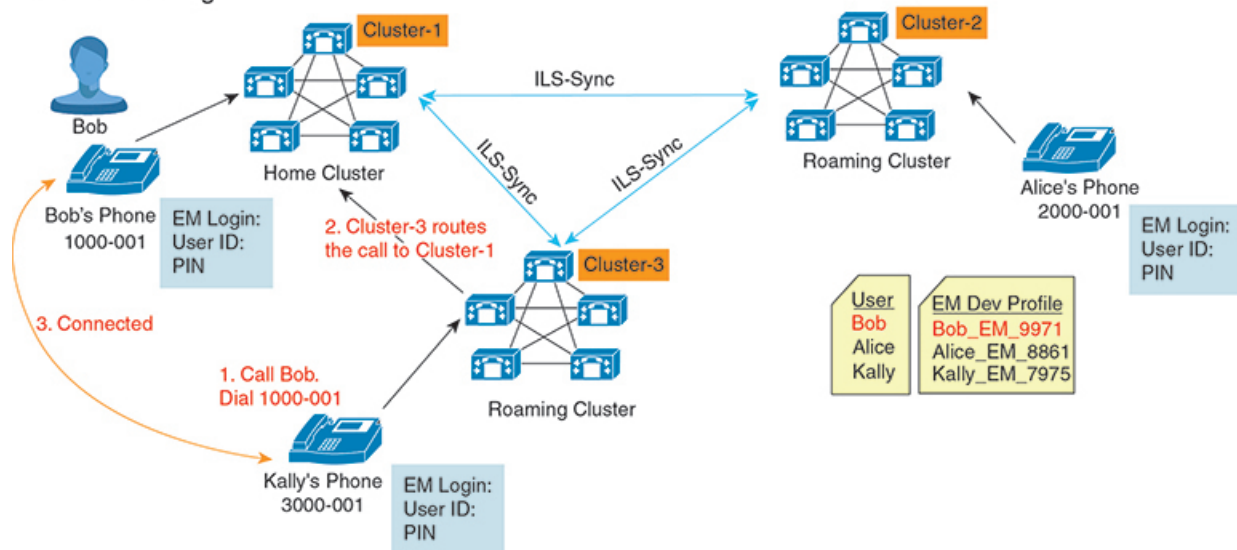 Cluster-1
Cluster-2
Bob
ILS-Sync
Home Cluster
Roaming Cluster
ILS-Sync
ILS-Sync
Bob's Phone
1000-001
EM Login:
User ID:
PIN
Alice's Phone
2000-001
EM Login:
User ID:
PIN
2. Cluster-3 routes
the call to Cluster-1
Cluster-3
3. Connected
User
Bob
Alice
Kally
EM Dev Profile
Bob_EM_9971
Alice_EM_8861
Kally_EM_7975
1. Call Bob.
Dial 1000-001
Roaming Cluster
Kally's Phone
3000-001
EM Login:
User ID:
PIN